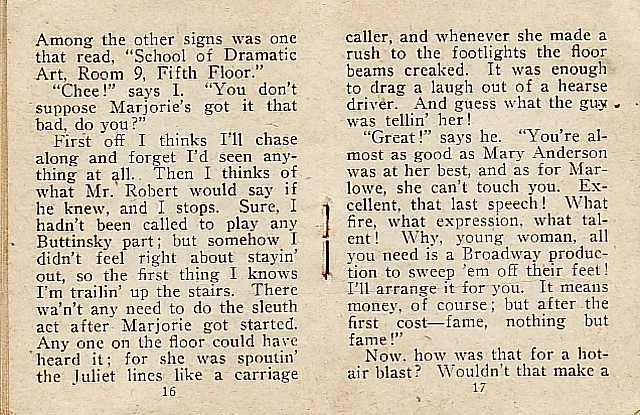 Among the other signs was one
that read, "School of Dramatic
Art, Room 9, Fifth Floor."
"Chee!" says I. "You don't
suppose Marjorie's got it that
bad, do you?"
First off I thinks I'll chase
along and forget I'd seen any-
thing at all. Then I thinks of
what Mr. Robert would say if
he knew, and I stops. Sure, I
hadn't been called to play any
Buttinsky part; but somehow I
didn't feel right about stayin'
out, so the first thing I knows
I'm trailin' up the stairs. There
wa'n't any need to do the sleuth
act after Marjorie got started.
Any one on the floor could have
heard it; for she was spoutin'
the Juliet lines like a carriage
16
caller, and whenever she made a
rush to the footlights the floor
beams creaked. It was enough
to drag a laugh out of a hearse
driver. And guess what the guy
was tellin' her!
"Great!" says he. "You're al-
most as good as Mary Anderson
was at her best, and as for Mar-
lowe, she can't touch you. Ex-
cellent, that last speech! What
fire, what expression, what tal-
ent! Why, young woman, all
you need is a Broadway produc-
tion to sweep 'em off their feet!
I'll arrange it for you. It means
money, of course; but after the
first cost—fame, nothing but
fame!"
Now, how was that for a hot-
air blast? Wouldn't that make a
17